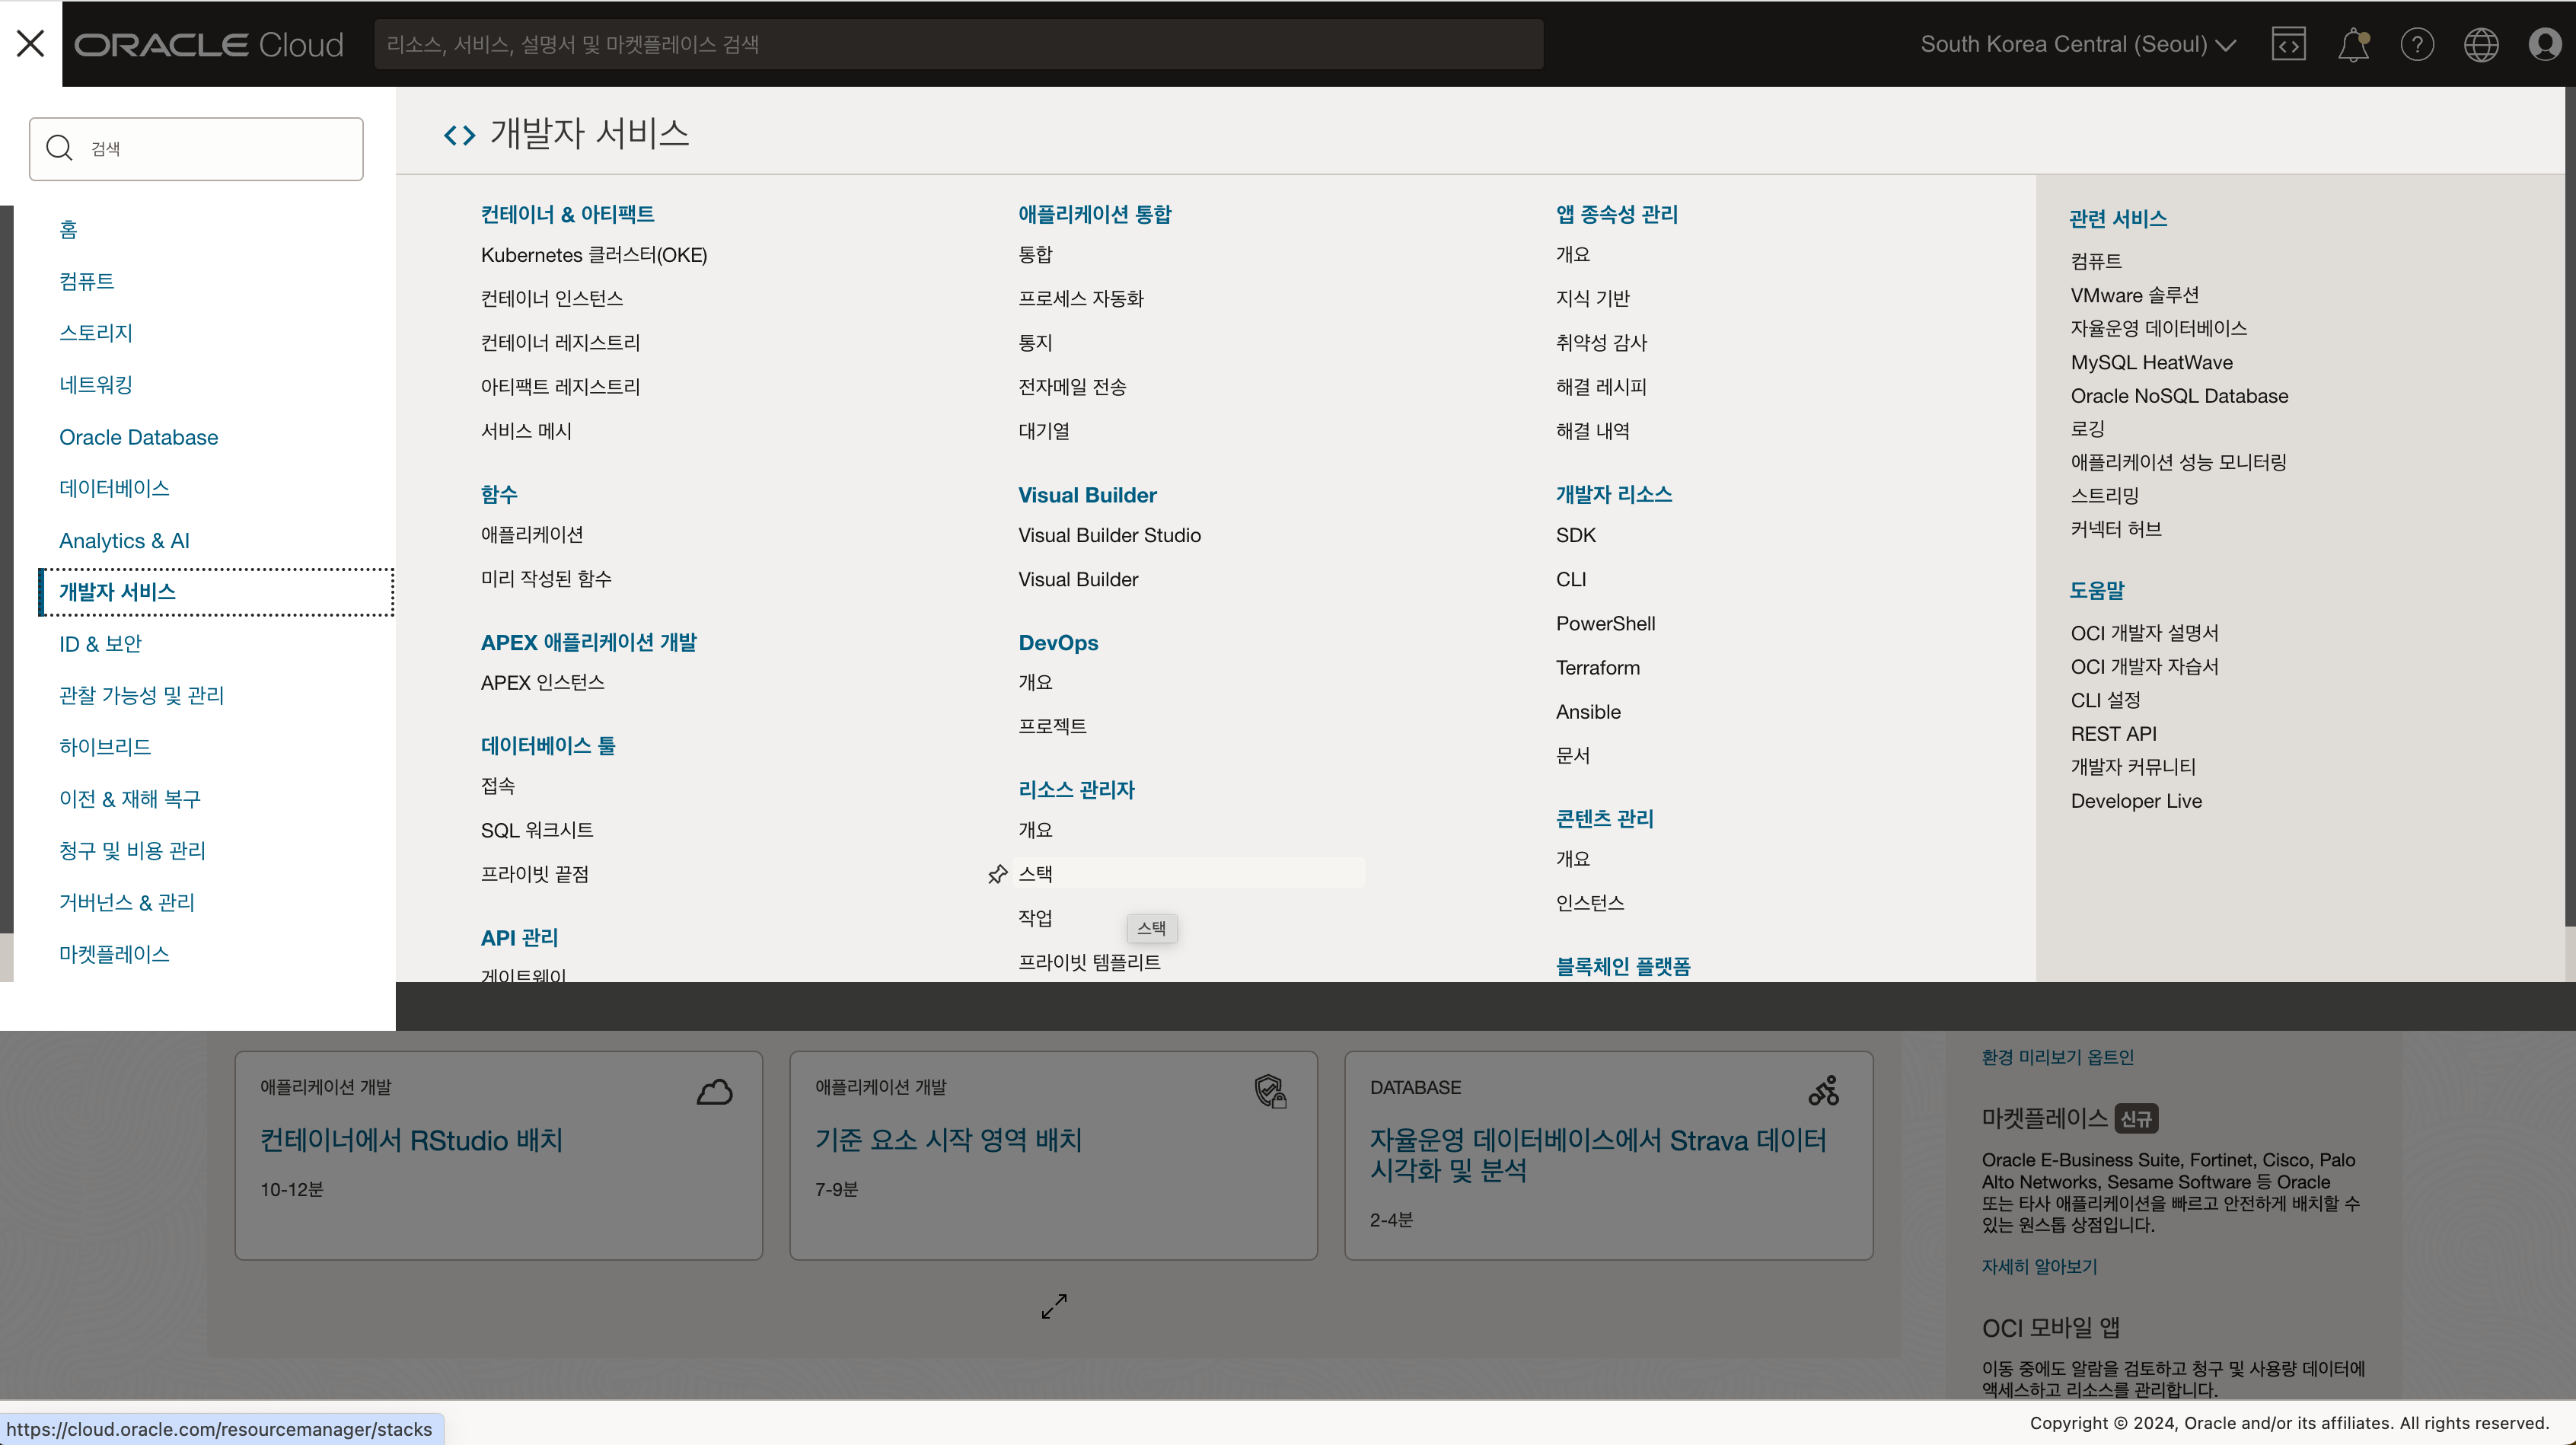 ORACLE Cloud
리소스, 서비스, 설명서 및 마켓플레이스 검색
South Korea Central (Seoul)
검색
홈
컴퓨트
스토리지
네트워킹
Oracle Database
데이터베이스
Analytics & AI
개발자 서비스
ID & 보안
관찰 가능성 및 관리
하이브리드
이전 & 재해 복구
청구 및 비용 관리
거버넌스 & 관리
마켓플레이스
개발자 서비스
컨테이너 & 아티팩트
Kubernetes 클러스터(OKE)
컨테이너 인스턴스
컨테이너 레지스트리
아티팩트 레지스트리
서비스 메시
함수
애플리케이션
미리 작성된 함수
APEX 애플리케이션 개발
APEX 인스턴스
데이터베이스 툴
접속
SQL 워크시트
프라이빗 끝점
API 관리
게이트웨이
애플리케이션 통합
통합
프로세스 자동화
통지
전자메일 전송
대기열
Visual Builder
Visual Builder Studio
Visual Builder
DevOps
개요
프로젝트
리소스 관리자
개요
스택
작업
스택
프라이빗 템플리트
앱 종속성 관리
개요
지식 기반
취약성 감사
해결 레시피
해결 내역
개발자 리소스
SDK
CLI
PowerShell
Terraform
Ansible
문서
콘텐츠 관리
개요
인스턴스
블록체인 플랫폼
관련 서비스
컴퓨트
VMware 솔루션
자율운영 데이터베이스
MySQL HeatWave
Oracle NoSQL Database
로깅
애플리케이션 성능 모니터링
스트리밍
커넥터 허브
도움말
OCI 개발자 설명서
OCI 개발자 자습서
CLI 설정
REST API
개발자 커뮤니티
Developer Live
애플리케이션 개발
컨테이너에서 RStudio 배치
10-12분
애플리케이션 개발
기준 요소 시작 영역 배치
7-9분
DATABASE
자율운영 데이터베이스에서 Strava 데이터
시각화 및 분석
2-4분
환경 미리보기 옵트인
마켓플레이스 신규
Oracle E-Business Suite, Fortinet, Cisco, Palo
Alto Networks, Sesame Software 등 Oracle
또는 타사 애플리케이션을 빠르고 안전하게 배치할 수
있는 원스톱 상점입니다.
자세히 알아보기
OCI 모바일 앱
이동 중에도 알람을 검토하고 청구 및 사용량 데이터에
액세스하고 리소스를 관리합니다.
https://cloud.oracle.com/resourcemanager/stacks
Copyright © 2024, Oracle and/or its affiliates. All rights reserved.